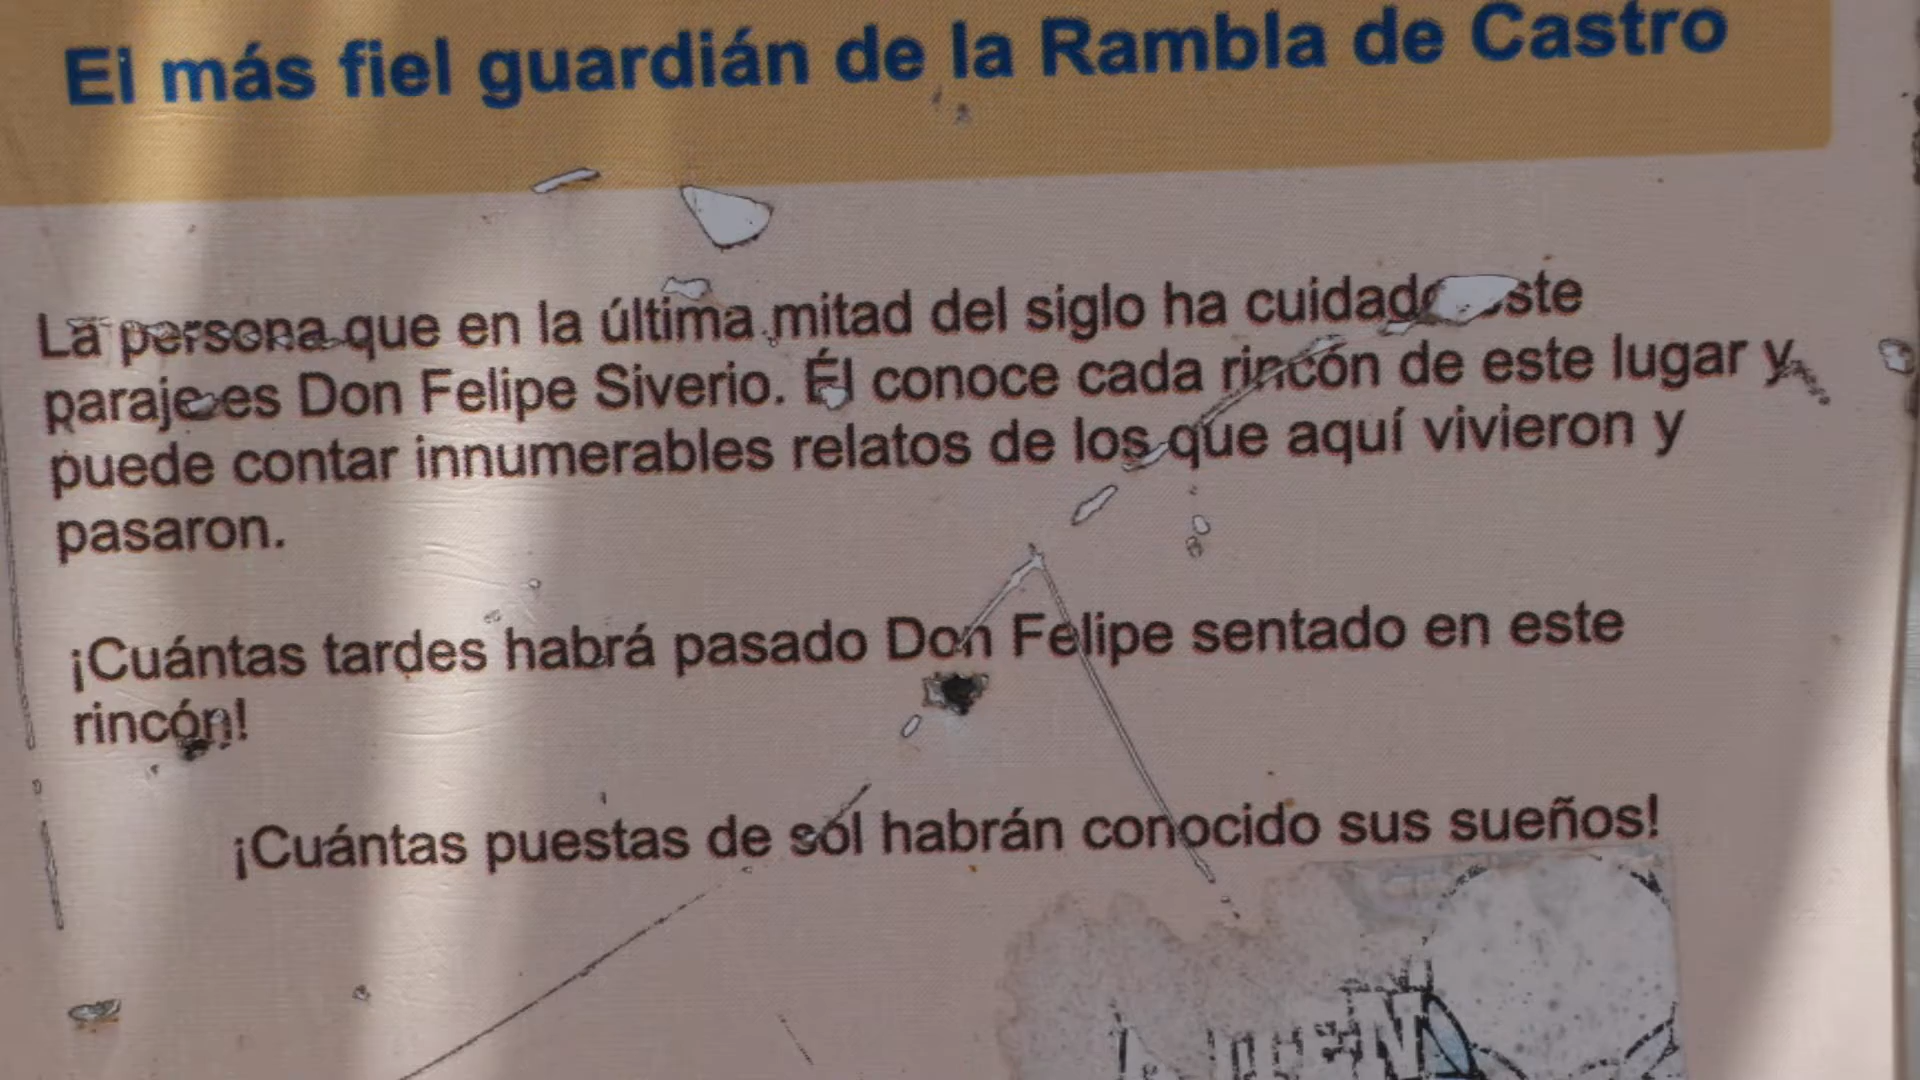 El más fiel guardián de la Rambla de Castro
La persona que en la última mitad del siglo ha cuidado este
paraje es Don Felipe Siverio. Él conoce cada rincón de este lugar y
puede contar innumerables relatos de los que aquí vivieron y
pasaron.
¡Cuántas tardes habrá pasado Don Felipe sentado en este
rincón!
¡Cuántas puestas de sol habrán conocido sus sueños!